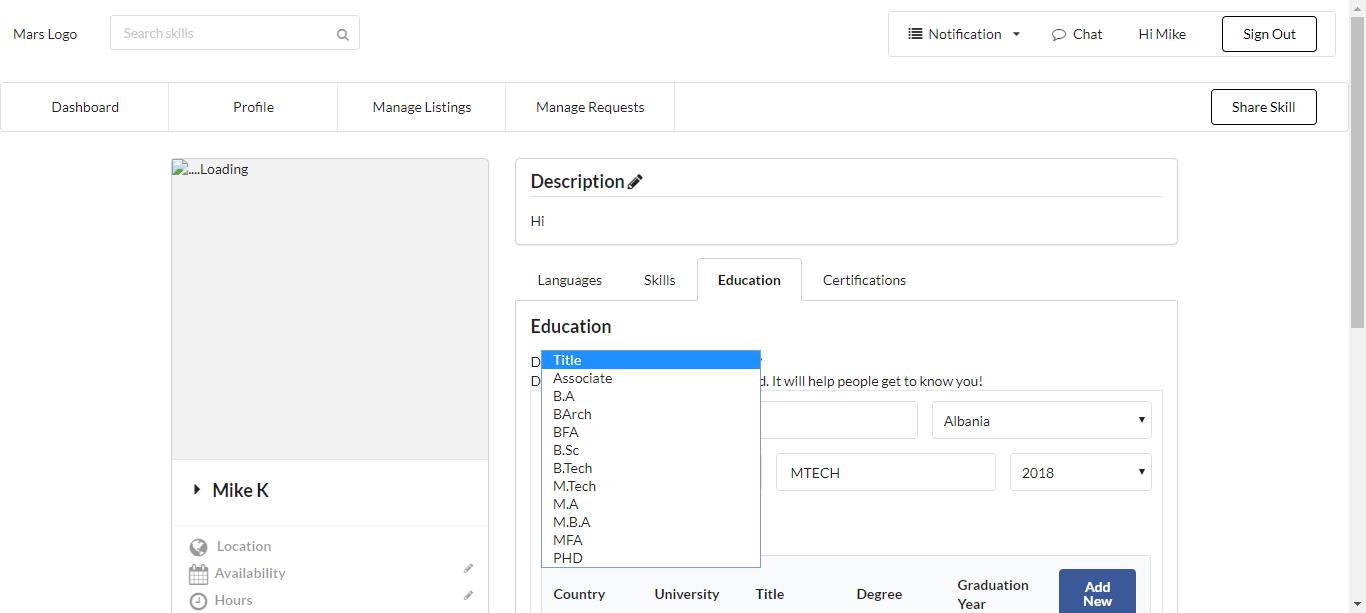 Mars Logo
Search skills
Notification
Chat
Hi Mike
Sign Out
Dashboard
Profile
Manage Listings
Manage Requests
Share Skill
....Loading
Description
Hi
Languages
Skills
Education
Certifications
Education
D
d. It will help people get to know you!
Title
Associate
B.A
BArch
BFA
B.Sc
B.Tech
M.Tech
M.A
M.B.A
MFA
PHD
Albania
MTECH
2018
Mike K
Location
Availability
Hours
Country
University
Title
Degree
Graduation
Year
Add
New